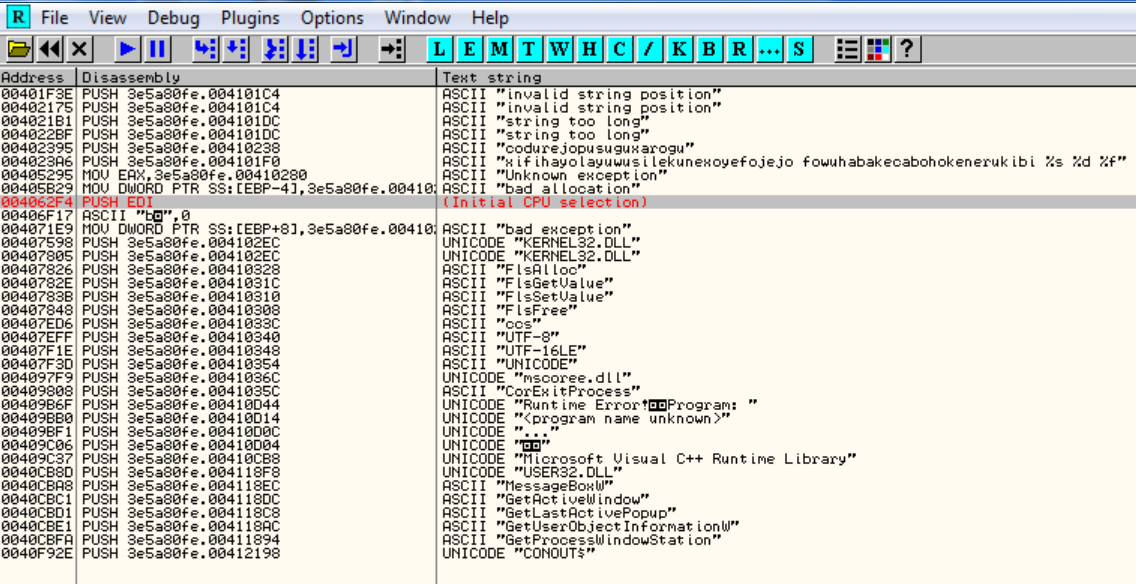 R File View Debug Plugins Options Window Help
L E M T W H C / K B R ... S ?
Address Disassembly Text string
00401F3E PUSH 3e5a80fe.004101C4 ASCII "invalid string position"
00402175 PUSH 3e5a80fe.004101C4 ASCII "invalid string position"
004021B1 PUSH 3e5a80fe.004101DC ASCII "string too long"
004022BF PUSH 3e5a80fe.004101DC ASCII "string too long"
00402395 PUSH 3e5a80fe.00410238 ASCII "codurejopusuguxarogu"
004023A6 PUSH 3e5a80fe.004101F0 ASCII "xifihayolayuwusilekunexoyefojejo fowuhabakecabohokenerukibi %s %d %f"
00405295 MOV EAX,3e5a80fe.00410280 ASCII "Unknown exception"
00405B29 MOV DWORD PTR SS:[EBP-4],3e5a80fe.00410 ASCII "bad allocation"
004062F4 PUSH EDI (Initial CPU selection)
00406F17 ASCII "b",0
004071E9 MOV DWORD PTR SS:[EBP+8],3e5a80fe.00410 ASCII "bad exception"
00407598 PUSH 3e5a80fe.004102EC UNICODE "KERNEL32.DLL"
00407805 PUSH 3e5a80fe.004102EC UNICODE "KERNEL32.DLL"
00407826 PUSH 3e5a80fe.00410328 ASCII "FlsAlloc"
0040782E PUSH 3e5a80fe.0041031C ASCII "FlsGetValue"
0040783B PUSH 3e5a80fe.00410310 ASCII "FlsSetValue"
00407848 PUSH 3e5a80fe.00410308 ASCII "FlsFree"
00407ED6 PUSH 3e5a80fe.0041033C ASCII "ccs"
00407EFF PUSH 3e5a80fe.00410340 ASCII "UTF-8"
00407F1E PUSH 3e5a80fe.00410348 ASCII "UTF-16LE"
00407F3D PUSH 3e5a80fe.00410354 ASCII "UNICODE"
004097F9 PUSH 3e5a80fe.0041036C UNICODE "mscoree.dll"
00409808 PUSH 3e5a80fe.0041035C ASCII "CorExitProcess"
00409B6F PUSH 3e5a80fe.00410D44 UNICODE "Runtime Error!Program: "
00409BB0 PUSH 3e5a80fe.00410D14 UNICODE "<program name unknown>"
00409BF1 PUSH 3e5a80fe.00410D0C UNICODE "..."
00409C06 PUSH 3e5a80fe.00410D04 UNICODE ""
00409C37 PUSH 3e5a80fe.00410CB8 UNICODE "Microsoft Visual C++ Runtime Library"
0040CB8D PUSH 3e5a80fe.004118F8 UNICODE "USER32.DLL"
0040CBA8 PUSH 3e5a80fe.004118EC ASCII "MessageBoxW"
0040CBC1 PUSH 3e5a80fe.004118DC ASCII "GetActiveWindow"
0040CBD1 PUSH 3e5a80fe.004118C8 ASCII "GetLastActivePopup"
0040CBE1 PUSH 3e5a80fe.004118AC ASCII "GetUserObjectInformationW"
0040CBFA PUSH 3e5a80fe.00411894 ASCII "GetProcessWindowStation"
0040F92E PUSH 3e5a80fe.00412198 UNICODE "CONOUT$"